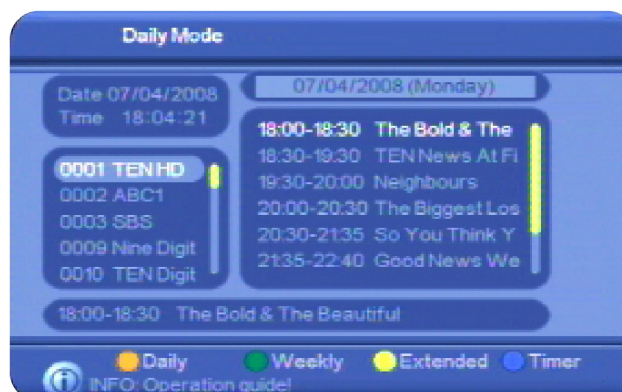 Daily Mode
Date 07/04/2008
Time 18:04:21
0001 TEN HD
0002 ABC1
0003 SBS
0009 Nine Digit
0010 TEN Digit
07/04/2008 (Monday)
18:00-18:30 The Bold & The
18:30-19:30 TEN News At Fi
19:30-20:00 Neighbours
20:00-20:30 The Biggest Los
20:30-21:35 So You Think Y
21:35-22:40 Good News We
18:00-18:30 The Bold & The Beautiful
Daily Weekly Extended Timer
INFO: Operation guide!